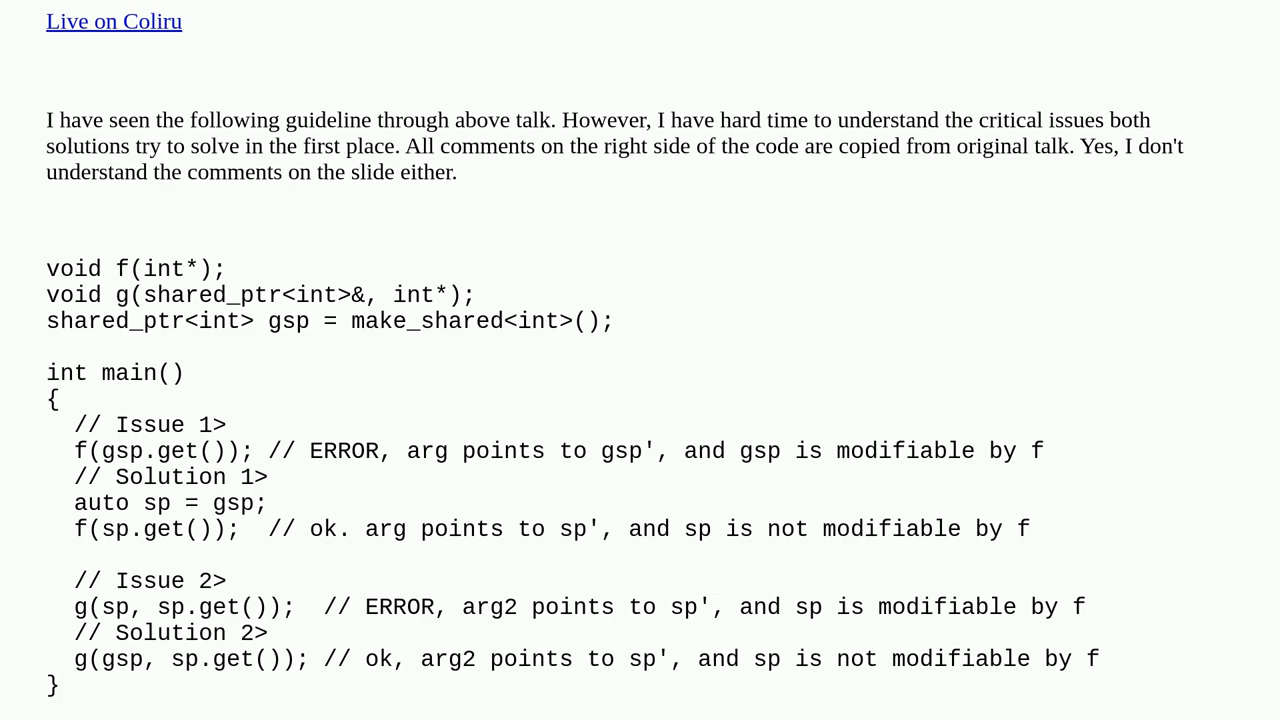 Live on Coliru
I have seen the following guideline through above talk. However, I have hard time to understand the critical issues both
solutions try to solve in the first place. All comments on the right side of the code are copied from original talk. Yes, I don't
understand the comments on the slide either.
void f(int*);
void g(shared_ptr<int>&, int*);
shared_ptr<int> gsp = make_shared<int>();
int main()
{
  // Issue 1>
  f(gsp.get()); // ERROR, arg points to gsp', and gsp is modifiable by f
  // Solution 1>
  auto sp = gsp;
  f(sp.get());  // ok. arg points to sp', and sp is not modifiable by f
  // Issue 2>
  g(sp, sp.get());  // ERROR, arg2 points to sp', and sp is modifiable by f
  // Solution 2>
  g(gsp, sp.get()); // ok, arg2 points to sp', and sp is not modifiable by f
}